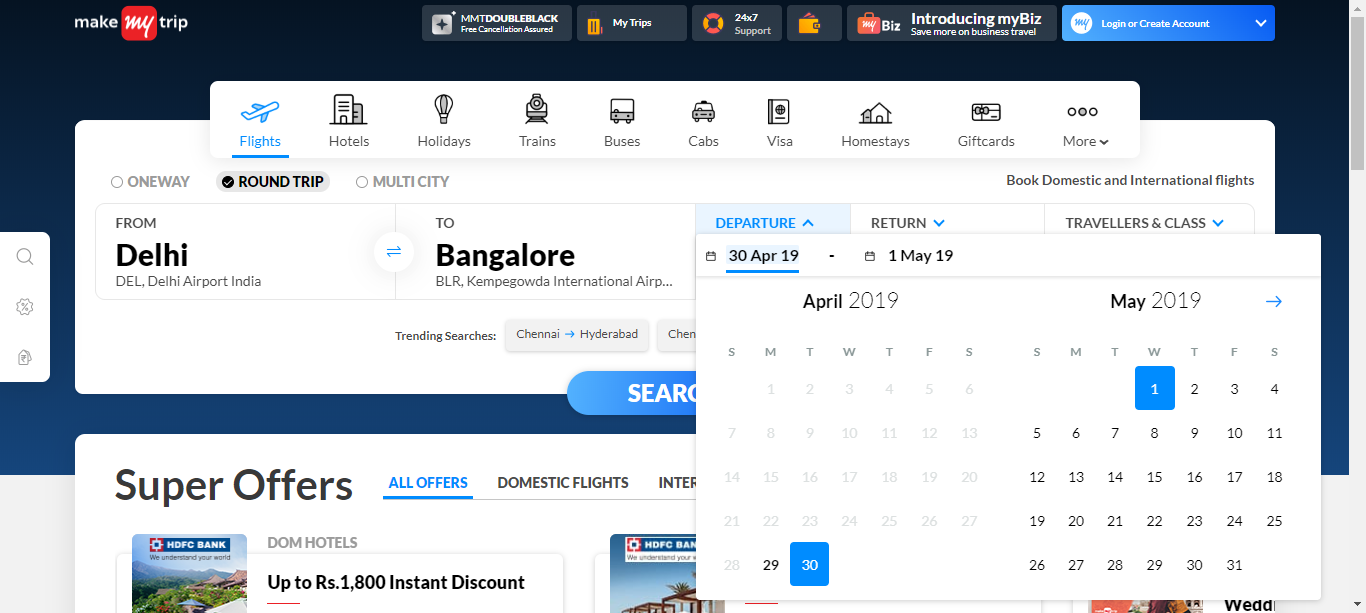 make my trip
MMTDOUBLEBLACK
Free Cancellation Assured
My Trips
24x7
Support
my Biz
Introducing myBiz
Save more on business travel
my
Login or Create Account
Flights
Hotels
Holidays
Trains
Buses
Cabs
Visa
Homestays
Giftcards
More
ONEWAY
ROUND TRIP
MULTI CITY
Book Domestic and International flights
FROM
Delhi
DEL, Delhi Airport India
TO
Bangalore
BLR, Kempegowda International Airp...
DEPARTURE
RETURN
TRAVELLERS & CLASS
30 Apr 19 - 1 May 19
April 2019
S M T W T F S
1 2 3 4 5 6
7 8 9 10 11 12 13
14 15 16 17 18 19 20
21 22 23 24 25 26 27
28 29 30
May 2019
S M T W T F S
1 2 3 4
5 6 7 8 9 10 11
12 13 14 15 16 17 18
19 20 21 22 23 24 25
26 27 28 29 30 31
Trending Searches:
Chennai → Hyderabad
Chen
SEARC
Super Offers
ALL OFFERS
DOMESTIC FLIGHTS
INTER
HDFC BANK
We understand your world
DOM HOTELS
Up to Rs.1,800 Instant Discount
HDFC BAN
We understand your
Weddi